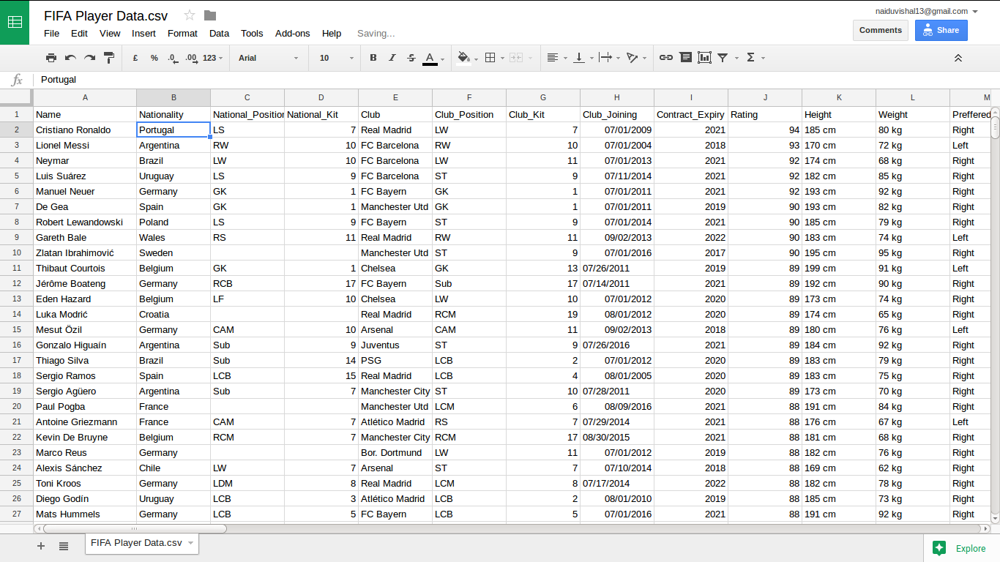 FIFA Player Data.csv
naiduvishal13@gmail.com
File Edit View Insert Format Data Tools Add-ons Help Saving...
Comments Share
£ % .0 .00 123 Arial 10 B I S A Σ
fx Portugal
A B C D E F G H I J K L M
1 Name Nationality National_Position National_Kit Club Club_Position Club_Kit Club_Joining Contract_Expiry Rating Height Weight Preffered
2 Cristiano Ronaldo Portugal LS 7 Real Madrid LW 7 07/01/2009 2021 94 185 cm 80 kg Right
3 Lionel Messi Argentina RW 10 FC Barcelona RW 10 07/01/2004 2018 93 170 cm 72 kg Left
4 Neymar Brazil LW 10 FC Barcelona LW 11 07/01/2013 2021 92 174 cm 68 kg Right
5 Luis Suárez Uruguay LS 9 FC Barcelona ST 9 07/11/2014 2021 92 182 cm 85 kg Right
6 Manuel Neuer Germany GK 1 FC Bayern GK 1 07/01/2011 2021 92 193 cm 92 kg Right
7 De Gea Spain GK 1 Manchester Utd GK 1 07/01/2011 2019 90 193 cm 82 kg Right
8 Robert Lewandowski Poland LS 9 FC Bayern ST 9 07/01/2014 2021 90 185 cm 79 kg Right
9 Gareth Bale Wales RS 11 Real Madrid RW 11 09/02/2013 2022 90 183 cm 74 kg Left
10 Zlatan Ibrahimović Sweden Manchester Utd ST 9 07/01/2016 2017 90 195 cm 95 kg Right
11 Thibaut Courtois Belgium GK 1 Chelsea GK 13 07/26/2011 2019 89 199 cm 91 kg Left
12 Jérôme Boateng Germany RCB 17 FC Bayern Sub 17 07/14/2011 2021 89 192 cm 90 kg Right
13 Eden Hazard Belgium LF 10 Chelsea LW 10 07/01/2012 2020 89 173 cm 74 kg Right
14 Luka Modrić Croatia Real Madrid RCM 19 08/01/2012 2020 89 174 cm 65 kg Right
15 Mesut Özil Germany CAM 10 Arsenal CAM 11 09/02/2013 2018 89 180 cm 76 kg Left
16 Gonzalo Higuaín Argentina Sub 9 Juventus ST 9 07/26/2016 2021 89 184 cm 92 kg Right
17 Thiago Silva Brazil Sub 14 PSG LCB 2 07/01/2012 2020 89 183 cm 79 kg Right
18 Sergio Ramos Spain LCB 15 Real Madrid LCB 4 08/01/2005 2020 89 183 cm 75 kg Right
19 Sergio Agüero Argentina Sub 7 Manchester City ST 10 07/28/2011 2020 89 173 cm 70 kg Right
20 Paul Pogba France Manchester Utd LCM 6 08/09/2016 2021 88 191 cm 84 kg Right
21 Antoine Griezmann France CAM 7 Atlético Madrid RS 7 07/29/2014 2021 88 176 cm 67 kg Left
22 Kevin De Bruyne Belgium RCM 7 Manchester City RCM 17 08/30/2015 2021 88 181 cm 68 kg Right
23 Marco Reus Germany Bor. Dortmund LW 11 07/01/2012 2019 88 182 cm 76 kg Right
24 Alexis Sánchez Chile LW 7 Arsenal ST 7 07/10/2014 2018 88 169 cm 62 kg Right
25 Toni Kroos Germany LDM 8 Real Madrid LCM 8 07/17/2014 2022 88 182 cm 78 kg Right
26 Diego Godín Uruguay LCB 3 Atlético Madrid LCB 2 08/01/2010 2019 88 185 cm 73 kg Right
27 Mats Hummels Germany LCB 5 FC Bayern LCB 5 07/01/2016 2021 88 191 cm 92 kg Right
FIFA Player Data.csv
Explore